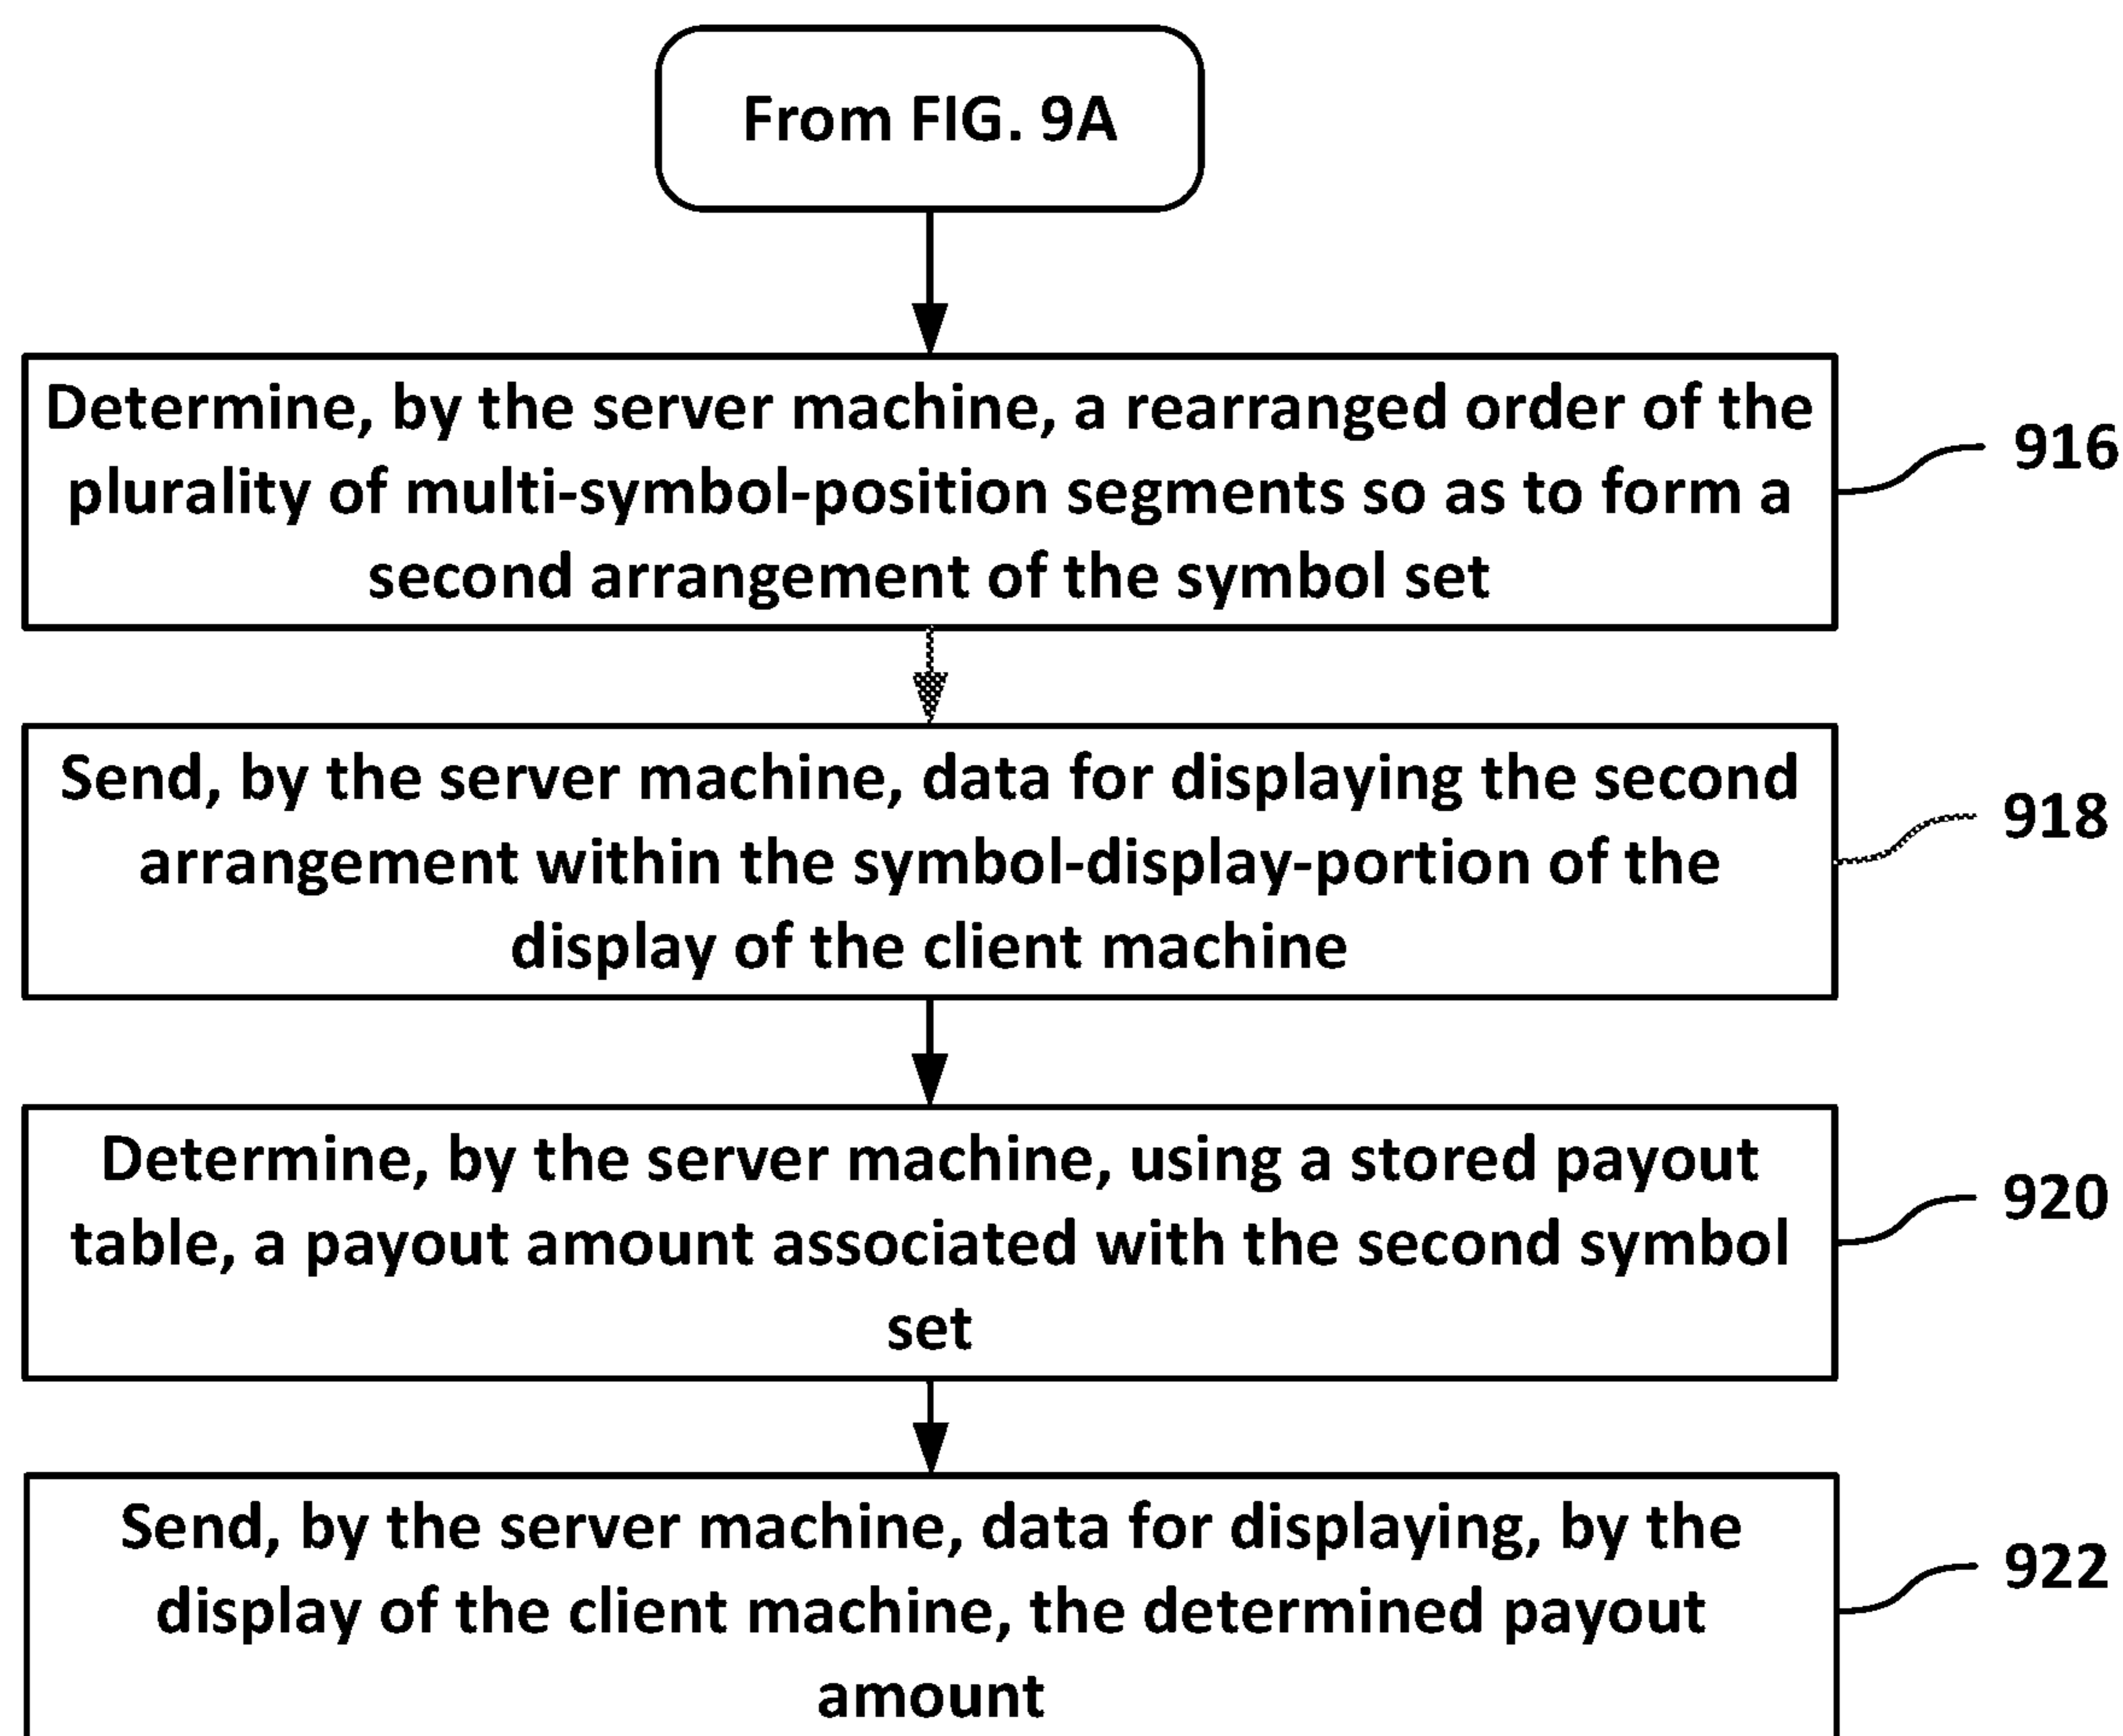 From FIG. 9A
Determine, by the server machine, a rearranged order of the
plurality of multi-symbol-position segments so as to form a
second arrangement of the symbol set
916
Send, by the server machine, data for displaying the second
arrangement within the symbol-display-portion of the
display of the client machine
918
Determine, by the server machine, using a stored payout
table, a payout amount associated with the second symbol
set
920
Send, by the server machine, data for displaying, by the
display of the client machine, the determined payout
amount
922